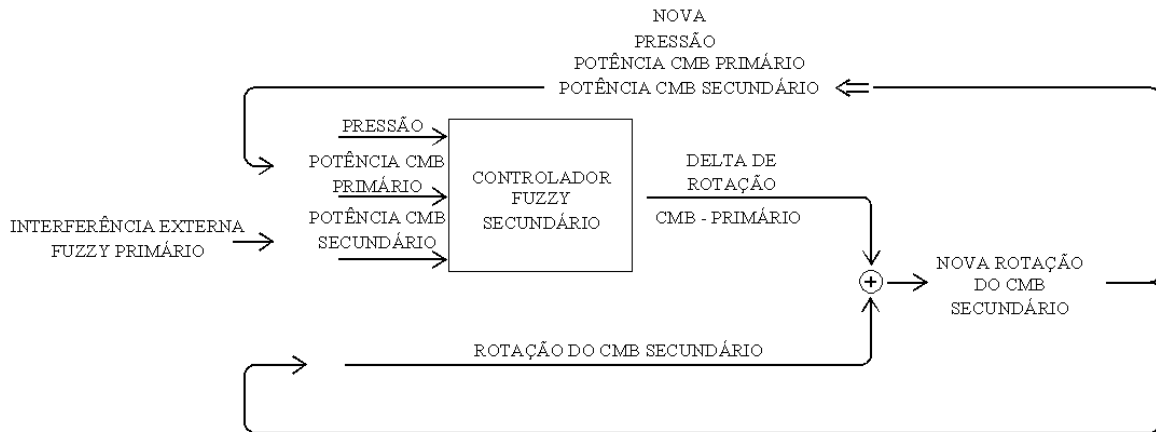 NOVA
PRESSÃO
POTÊNCIA CMB PRIMÁRIO
POTÊNCIA CMB SECUNDÁRIO
PRESSÃO
POTÊNCIA CMB
PRIMÁRIO
POTÊNCIA CMB
SECUNDÁRIO
CONTROLADOR
FUZZY
SECUNDÁRIO
DELTA DE
ROTAÇÃO
CMB - PRIMÁRIO
INTERFERÊNCIA EXTERNA
FUZZY PRIMÁRIO
+
NOVA ROTAÇÃO
DO CMB
SECUNDÁRIO
ROTAÇÃO DO CMB SECUNDÁRIO